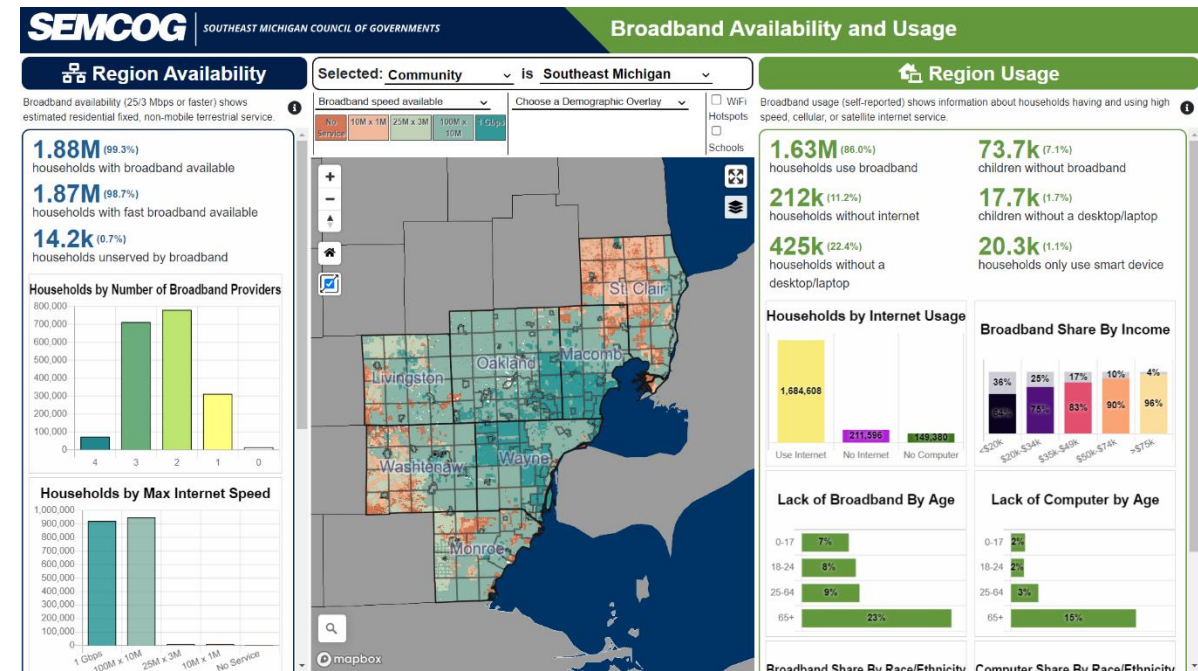 SEMCOG
SOUTHEAST MICHIGAN COUNCIL OF GOVERNMENTS
Broadband Availability and Usage
Region Availability
Broadband availability (25/3 Mbps or faster) shows
estimated residential fixed, non-mobile terrestrial service.
1.88M (99.3%)
households with broadband available
1.87M (98.7%)
households with fast broadband available
14.2k (0.7%)
households unserved by broadband
Households by Number of Broadband Providers
800,000
700,000
600,000
500,000
400,000
300,000
200,000
100,000
0
4 3 2 1 0
Households by Max Internet Speed
1,000,000
900,000
800,000
700,000
600,000
500,000
400,000
300,000
200,000
100,000
0
1 Gbps 100M x 10M 25M x 3M 10M x 1M No Service
Selected: Community is Southeast Michigan
Broadband speed available
Choose a Demographic Overlay
WiFi
Hotspots
Schools
No
Service
10M x 1M
25M x 3M
100M x
10M
1 Gbps
St. Clair
Oakland
Macomb
Livingston
Washtenaw
Wayne
Monroe
mapbox
Region Usage
Broadband usage (self-reported) shows information about households having and using high
speed, cellular, or satellite internet service.
1.63M (86.0%)
households use broadband
73.7k (7.1%)
children without broadband
212k (11.2%)
households without internet
17.7k (1.7%)
children without a desktop/laptop
425k (22.4%)
households without a
desktop/laptop
20.3k (1.1%)
households only use smart device
Households by Internet Usage
1,684,608
211,596
149,380
Use Internet No Internet No Computer
Broadband Share By Income
36% 25% 17% 10% 4%
64% 75% 83% 90% 96%
<$20k $20k-$34k $35k-$49k $50k-$74k >$75k
Lack of Broadband By Age
0-17 7%
18-24 8%
25-64 9%
65+ 23%
Lack of Computer by Age
0-17 2%
18-24 2%
25-64 3%
65+ 15%
Broadband Share By Race/Ethnicity
Computer Share By Race/Ethnicity